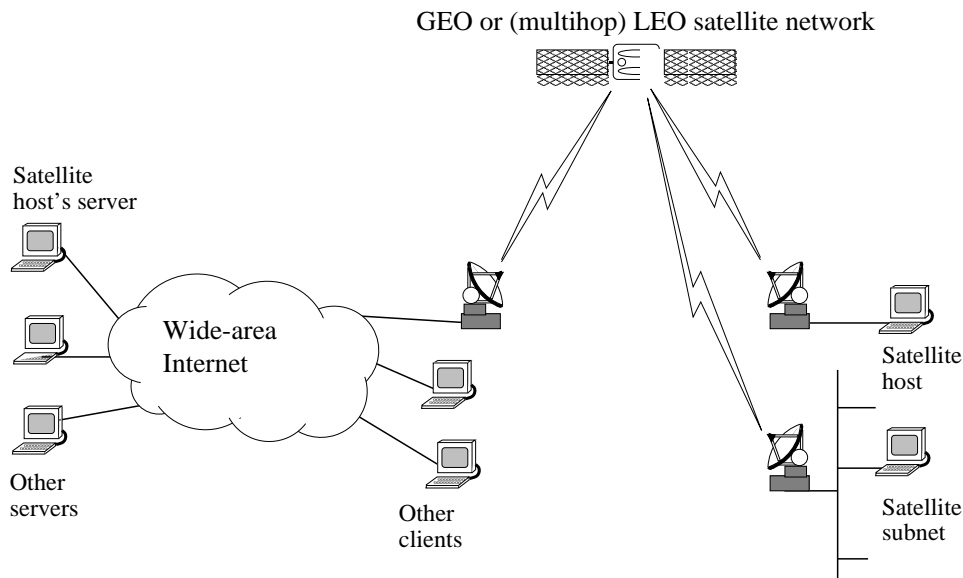 GEO or (multihop) LEO satellite network
Satellite
host's server
Wide-area
Internet
Satellite
host
Other
servers
Other
clients
Satellite
subnet